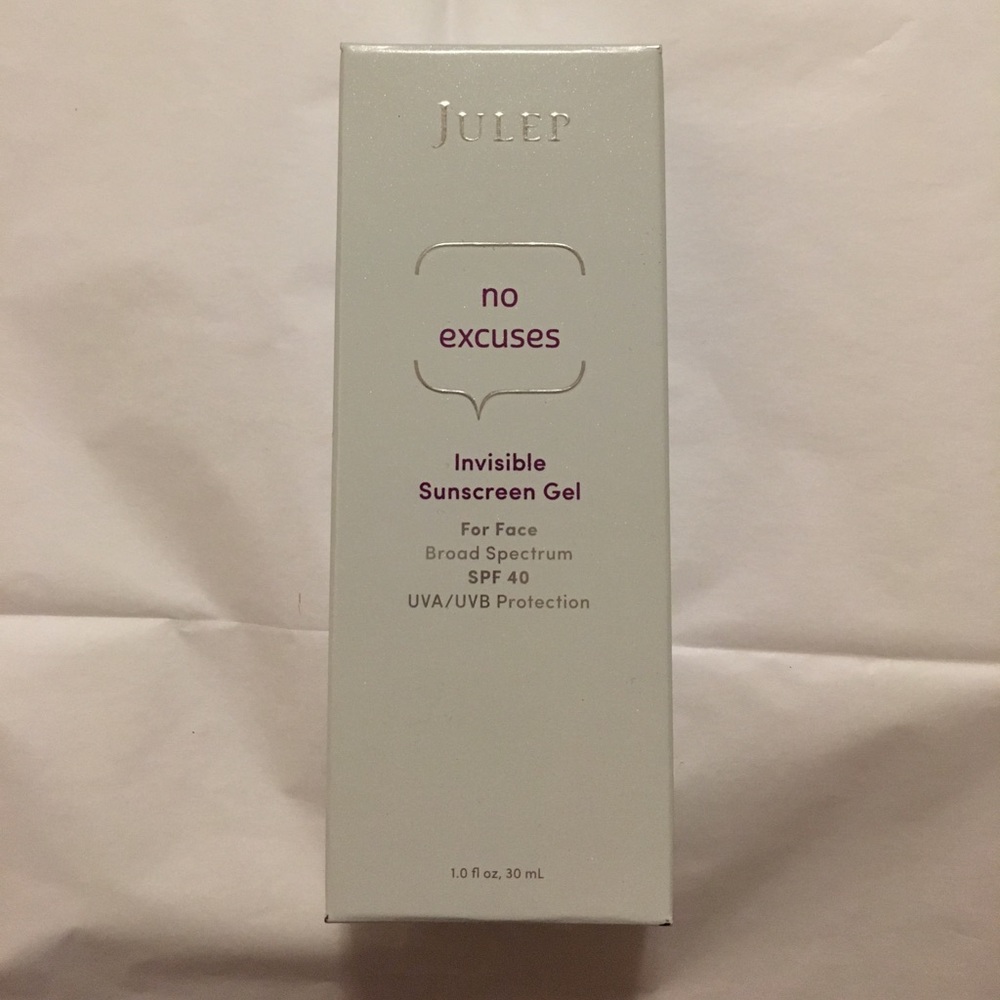 JULEP
no
excuses
Invisible
Sunscreen Gel
For Face
Broad Spectrum
SPF 40
UVA/UVB Protection
1.0 fl oz, 30 mL